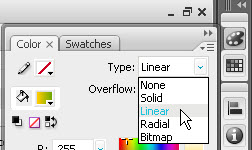 Color × Swatches
Type: Linear
Overflow:
None
Solid
Linear
Radial
Bitmap
R: 255